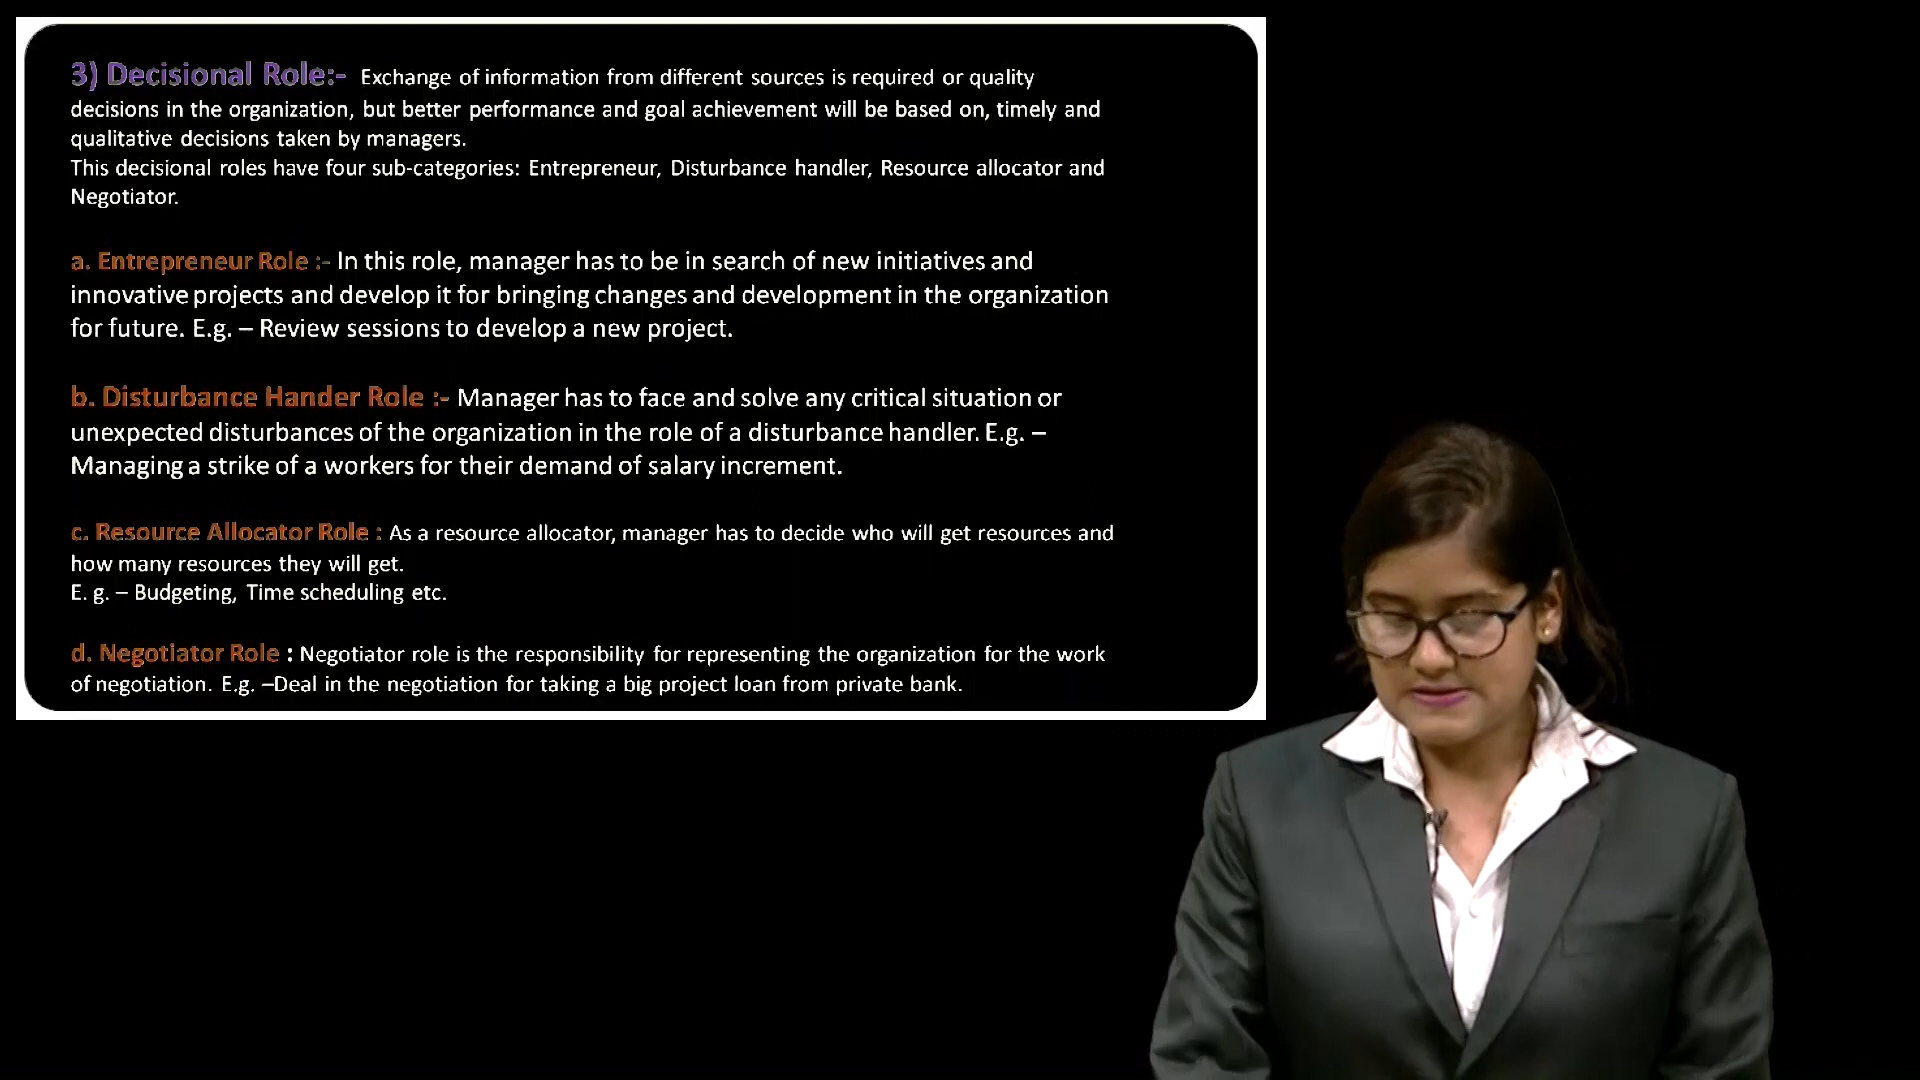 3) Decisional Role:- Exchange of information from different sources is required or quality
decisions in the organization, but better performance and goal achievement will be based on, timely and
qualitative decisions taken by managers.
This decisional roles have four sub-categories: Entrepreneur, Disturbance handler, Resource allocator and
Negotiator.
a. Entrepreneur Role :- In this role, manager has to be in search of new initiatives and
innovative projects and develop it for bringing changes and development in the organization
for future. E.g. – Review sessions to develop a new project.
b. Disturbance Hander Role :- Manager has to face and solve any critical situation or
unexpected disturbances of the organization in the role of a disturbance handler. E.g. –
Managing a strike of a workers for their demand of salary increment.
c. Resource Allocator Role : As a resource allocator, manager has to decide who will get resources and
how many resources they will get.
E. g. – Budgeting, Time scheduling etc.
d. Negotiator Role : Negotiator role is the responsibility for representing the organization for the work
of negotiation. E.g. –Deal in the negotiation for taking a big project loan from private bank.